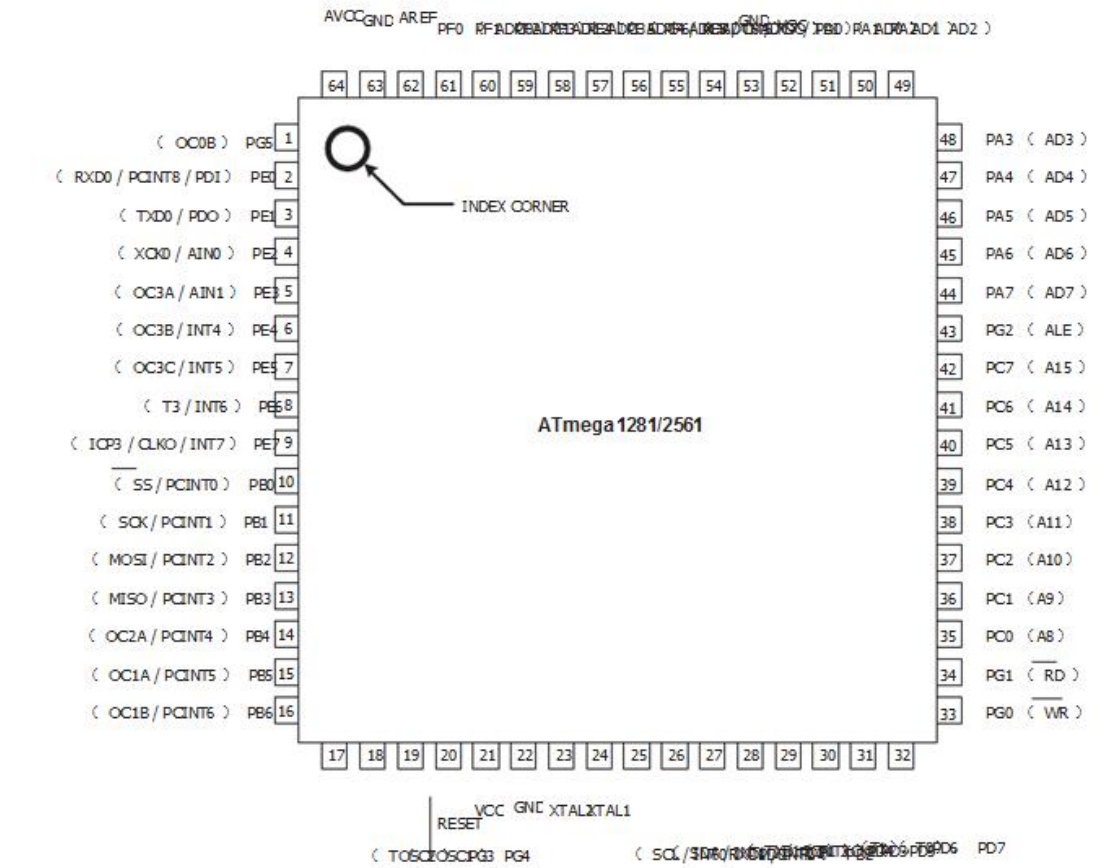 AVCC GND AREF
PF0
64 63 62 61 60 59 58 57 56 55 54 53 52 51 50 49
( OC0B ) PG5 1
( RXD0 / PCINT8 / PDI ) PE0 2
( TXD0 / PDO ) PE1 3
( XCK0 / AIN0 ) PE2 4
( OC3A / AIN1 ) PE3 5
( OC3B / INT4 ) PE4 6
( OC3C / INT5 ) PE5 7
( T3 / INT6 ) PE6 8
( ICP3 / CLKO / INT7 ) PE7 9
( SS / PCINT0 ) PB0 10
( SCK / PCINT1 ) PB1 11
( MOSI / PCINT2 ) PB2 12
( MISO / PCINT3 ) PB3 13
( OC2A / PCINT4 ) PB4 14
( OC1A / PCINT5 ) PB5 15
( OC1B / PCINT6 ) PB6 16
INDEX CORNER
ATmega1281/2561
48 PA3 ( AD3 )
47 PA4 ( AD4 )
46 PA5 ( AD5 )
45 PA6 ( AD6 )
44 PA7 ( AD7 )
43 PG2 ( ALE )
42 PC7 ( A15 )
41 PC6 ( A14 )
40 PC5 ( A13 )
39 PC4 ( A12 )
38 PC3 ( A11 )
37 PC2 ( A10 )
36 PC1 ( A9 )
35 PC0 ( A8 )
34 PG1 ( RD )
33 PG0 ( WR )
17 18 19 20 21 22 23 24 25 26 27 28 29 30 31 32
RESET VCC GND XTAL2 XTAL1
PG3 PG4
PD6 PD7